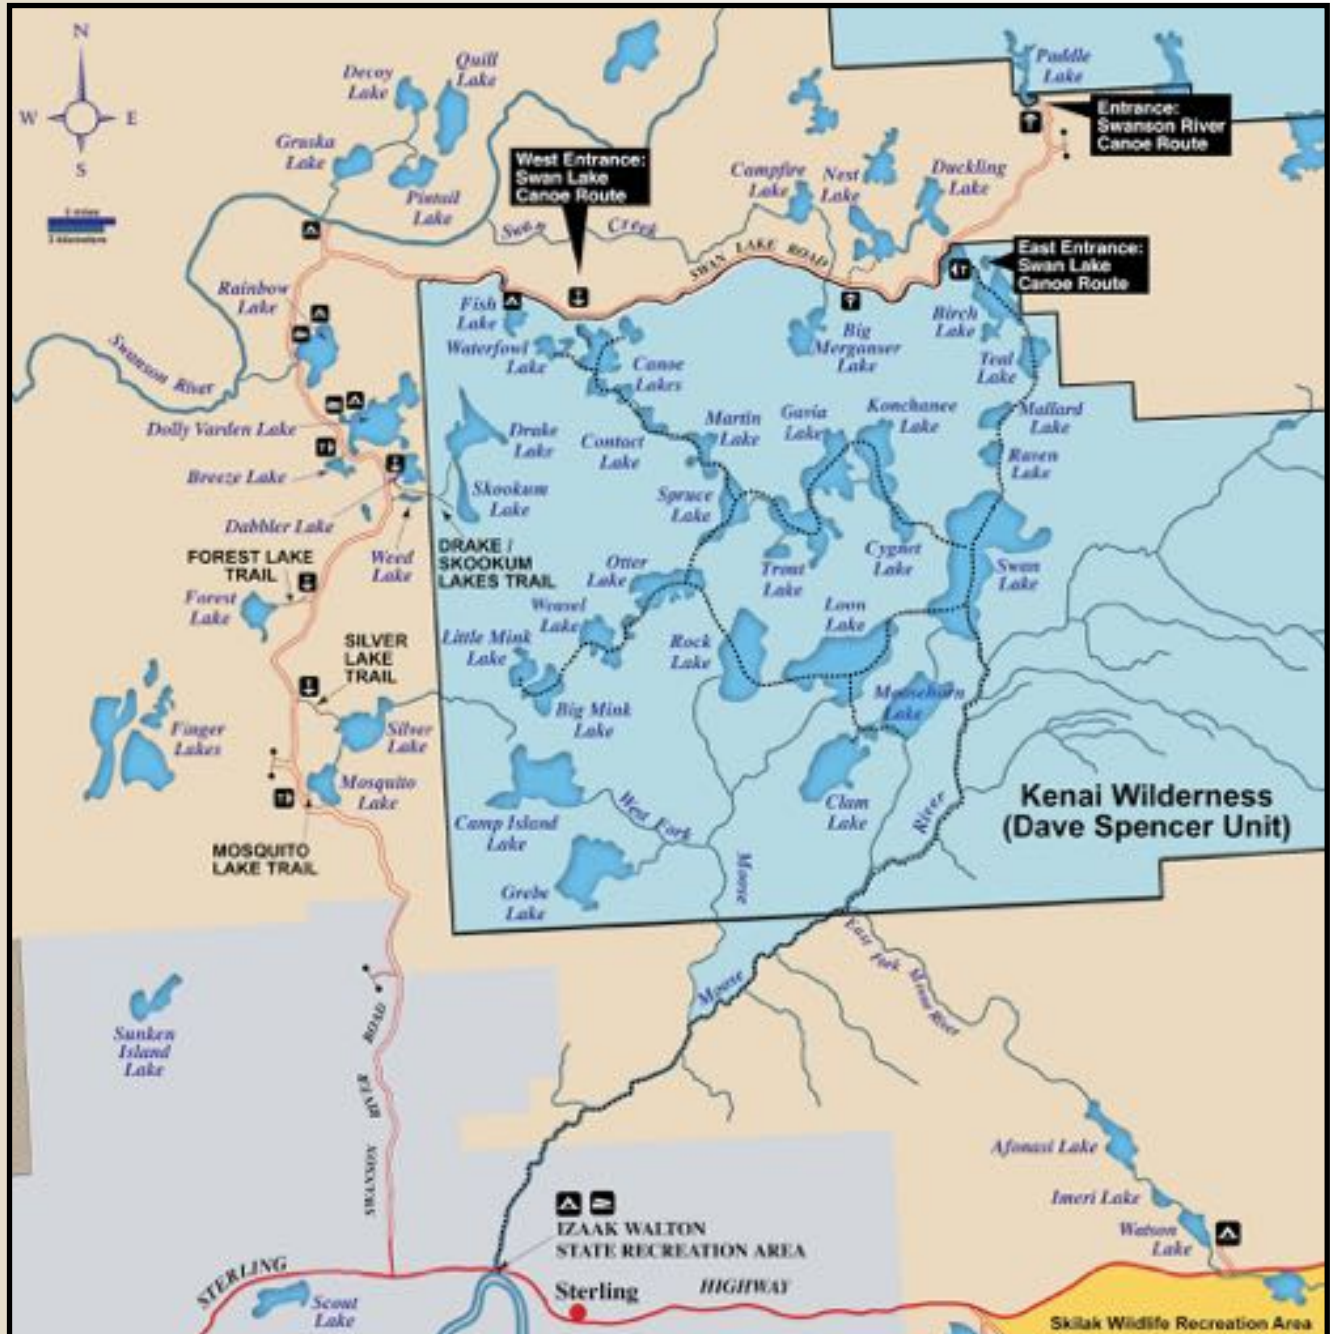 N
W
E
S
Decoy
Lake
Quill
Lake
Gruska
Lake
Pintail
Lake
West Entrance:
Swan Lake
Canoe Route
Swan Creek
Campfire
Lake
Nest
Lake
Duckling
Lake
Paddle
Lake
Entrance:
Swanson River
Canoe Route
East Entrance:
Swan Lake
Canoe Route
SWAN LAKE ROAD
Rainbow
Lake
Swanson River
Fish
Lake
Waterfowl
Lake
Canoe
Lakes
Big
Merganser
Lake
Birch
Lake
Teal
Lake
Dolly Varden Lake
Breeze Lake
Dabbler Lake
Drake
Lake
Skookum
Lake
Contact
Lake
Martin
Lake
Gavia
Lake
Konchanee
Lake
Mallard
Lake
Raven
Lake
Spruce
Lake
FOREST LAKE
TRAIL
Weed
Lake
DRAKE /
SKOOKUM
LAKES TRAIL
Forest
Lake
Otter
Lake
Trout
Lake
Cygnet
Lake
Swan
Lake
SILVER
LAKE
TRAIL
Weasel
Lake
Little Mink
Lake
Rock
Lake
Loon
Lake
Big Mink
Lake
Moosehorn
Lake
Finger
Lakes
Silver
Lake
Mosquito
Lake
MOSQUITO
LAKE TRAIL
Camp Island
Lake
West Fork
Moose
Clam
Lake
River
Kenai Wilderness
(Dave Spencer Unit)
Grebe
Lake
East Fork Moose River
Moose
Sunken
Island
Lake
SWANSON RIVER ROAD
Afonasi Lake
Imeri Lake
Watson
Lake
IZAAK WALTON
STATE RECREATION AREA
STERLING
Sterling
HIGHWAY
Scout
Lake
Skilak Wildlife Recreation Area